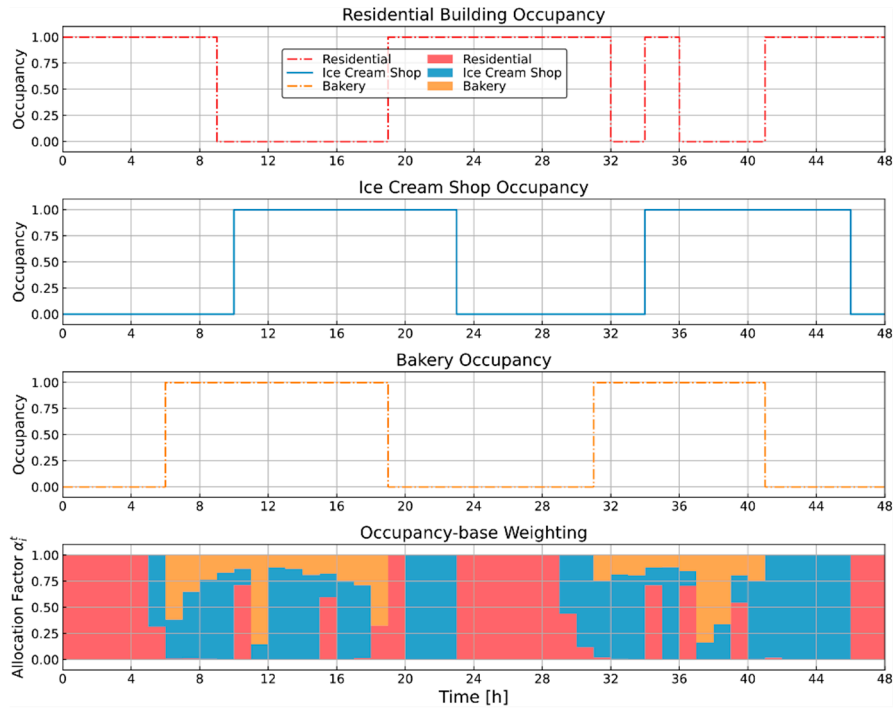 Residential Building Occupancy
Occupancy
1.00
0.75
0.50
0.25
0.00
Residential
Ice Cream Shop
Bakery
Residential
Ice Cream Shop
Bakery
0 4 8 12 16 20 24 28 32 36 40 44 48
Ice Cream Shop Occupancy
Occupancy
1.00
0.75
0.50
0.25
0.00
0 4 8 12 16 20 24 28 32 36 40 44 48
Bakery Occupancy
Occupancy
1.00
0.75
0.50
0.25
0.00
0 4 8 12 16 20 24 28 32 36 40 44 48
Occupancy-base Weighting
Allocation Factor αᵢᵗ
1.00
0.75
0.50
0.25
0.00
0 4 8 12 16 20 24 28 32 36 40 44 48
Time [h]